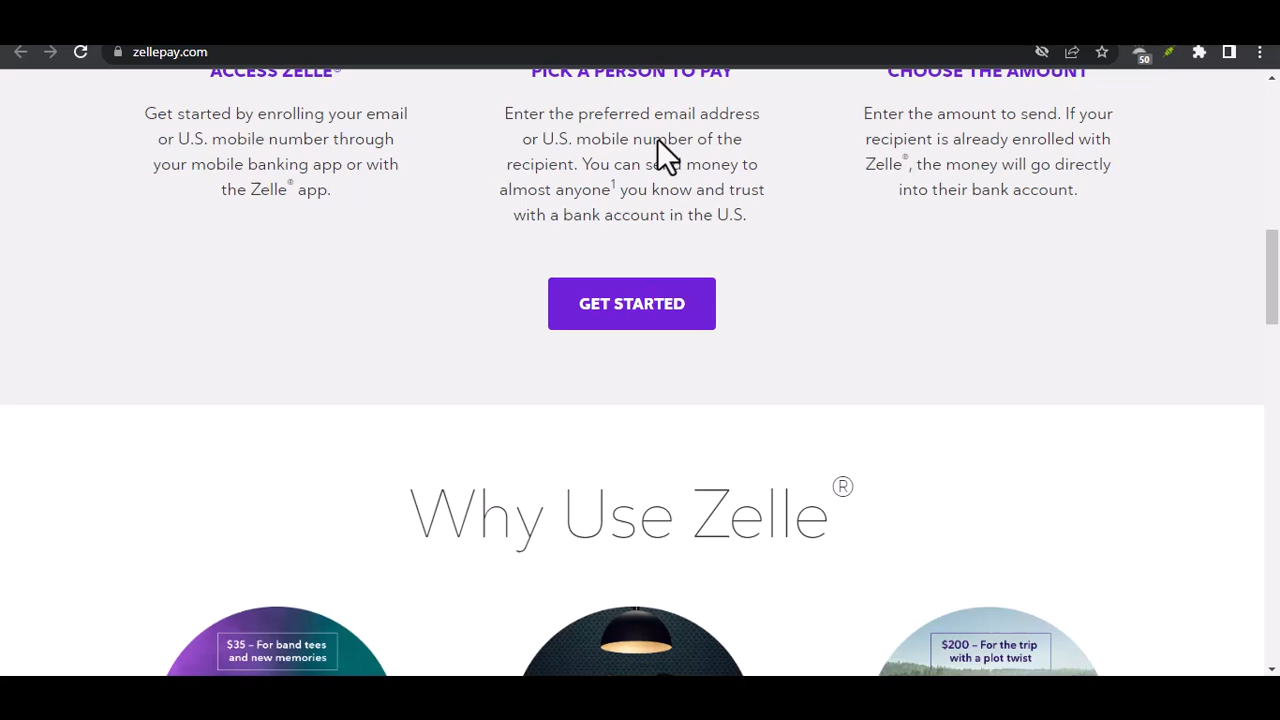 zellepay.com
50
ACCESS ZELLE®
Get started by enrolling your email
or U.S. mobile number through
your mobile banking app or with
the Zelle® app.
PICK A PERSON TO PAY
Enter the preferred email address
or U.S. mobile number of the
recipient. You can send money to
almost anyone1 you know and trust
with a bank account in the U.S.
CHOOSE THE AMOUNT
Enter the amount to send. If your
recipient is already enrolled with
Zelle®, the money will go directly
into their bank account.
GET STARTED
Why Use Zelle®
$35 – For band tees
and new memories
$200 – For the trip
with a plot twist